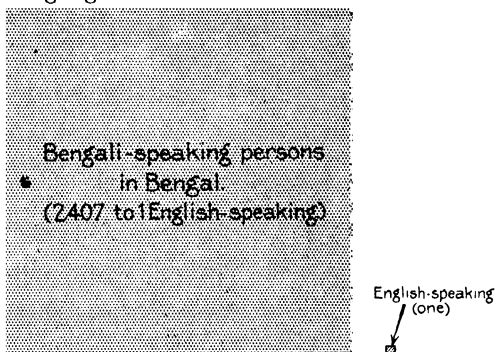 Bengali-speaking persons
in Bengal.
(2407 to 1 English-speaking)
English-speaking
(one)